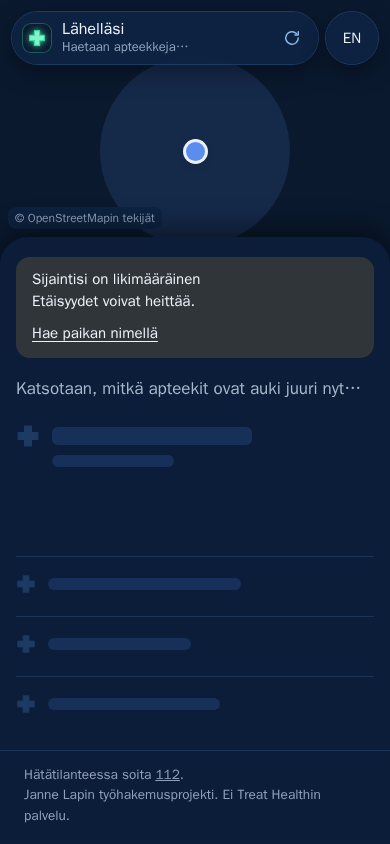 Lähelläsi
Haetaan apteekkeja…
EN
© OpenStreetMapin tekijät
Sijaintisi on likimääräinen
Etäisyydet voivat heittää.
Hae paikan nimellä
Katsotaan, mitkä apteekit ovat auki juuri nyt…
Hätätilanteessa soita 112.
Janne Lapin työhakemusprojekti. Ei Treat Healthin
palvelu.